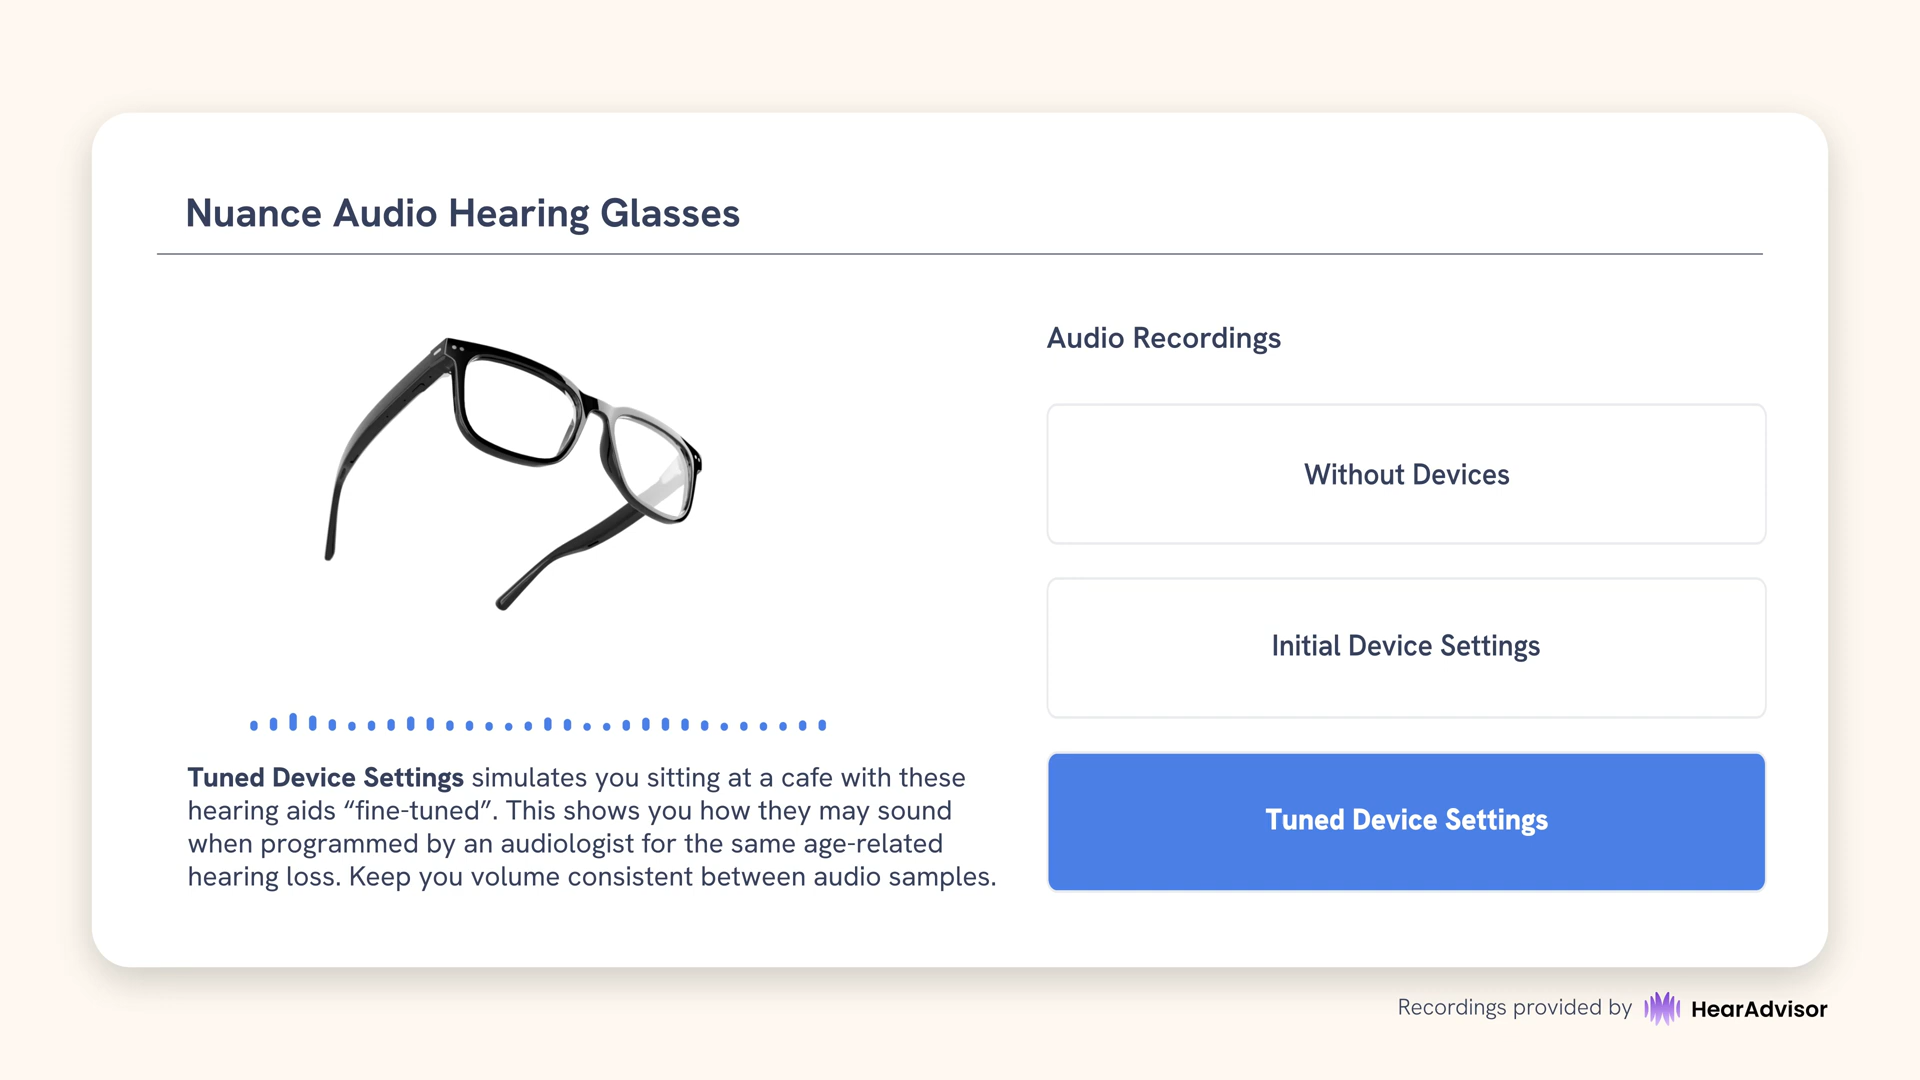 Nuance Audio Hearing Glasses
Audio Recordings
Without Devices
Initial Device Settings
Tuned Device Settings
Tuned Device Settings simulates you sitting at a cafe with these
hearing aids “fine-tuned”. This shows you how they may sound
when programmed by an audiologist for the same age-related
hearing loss. Keep you volume consistent between audio samples.
Recordings provided by HearAdvisor